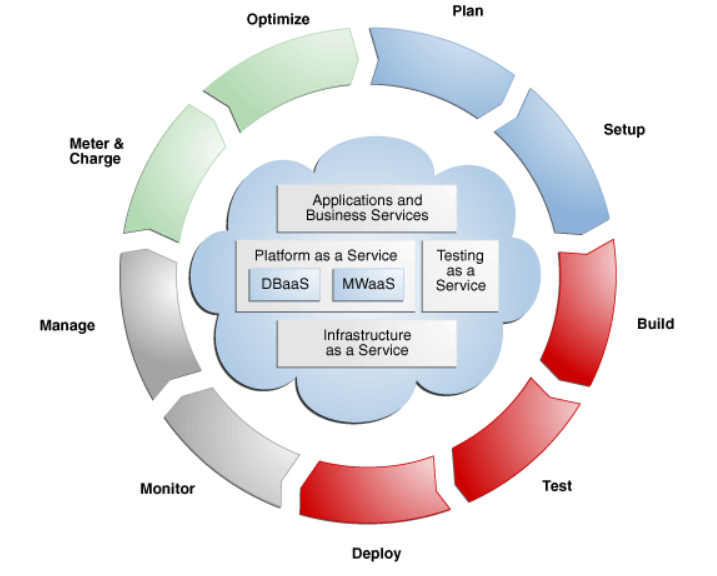 Optimize
Plan
Setup
Meter &
Charge
Applications and
Business Services
Platform as a Service
DBaaS
MWaaS
Testing
as a
Service
Infrastructure
as a Service
Manage
Build
Monitor
Test
Deploy